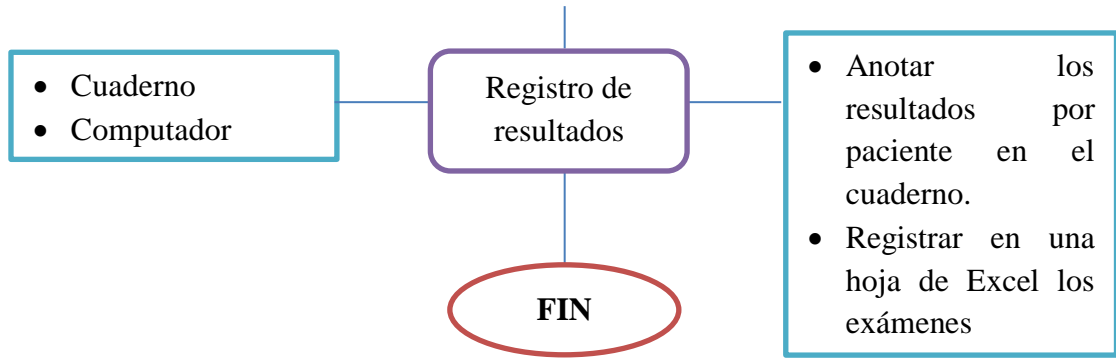 • Cuaderno
• Computador
Registro de
resultados
• Anotar los
resultados por
paciente en el
cuaderno.
• Registrar en una
hoja de Excel los
exámenes
FIN